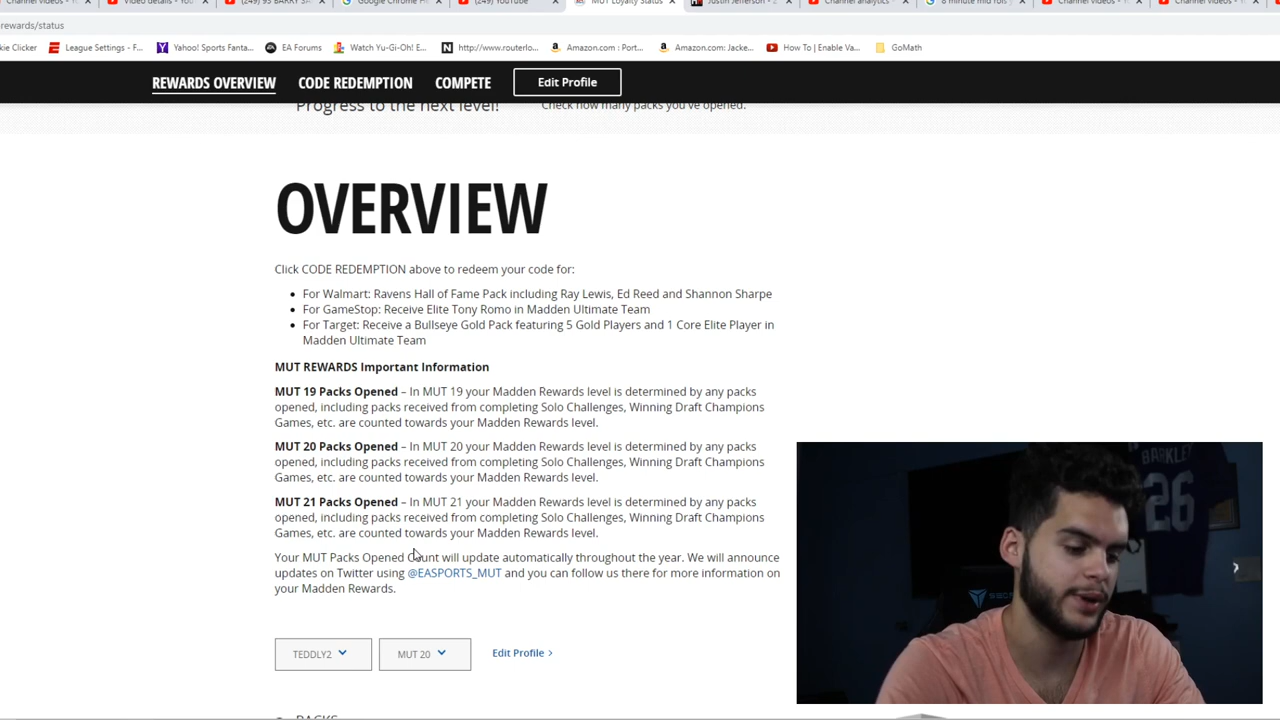 Channel videos - Y
Video details - You
(249) 95 BARRY SA
Google Chrome H
(249) YouTube
MUT Loyalty Status
Justin Jefferson - 2
Channel analytics -
8 minute mid rolls
Channel videos - Y
Channel videos - Y
rewards/status
kie Clicker
League Settings - F...
Yahoo! Sports Fanta...
EA Forums
Watch Yu-Gi-Oh! E...
http://www.routerlo...
Amazon.com : Port...
Amazon.com: Jacke...
How To | Enable Va...
GoMath
REWARDS OVERVIEW
CODE REDEMPTION
COMPETE
Edit Profile
Progress to the next level!
Check how many packs you've opened.
OVERVIEW
Click CODE REDEMPTION above to redeem your code for:
• For Walmart: Ravens Hall of Fame Pack including Ray Lewis, Ed Reed and Shannon Sharpe
• For GameStop: Receive Elite Tony Romo in Madden Ultimate Team
• For Target: Receive a Bullseye Gold Pack featuring 5 Gold Players and 1 Core Elite Player in
Madden Ultimate Team
MUT REWARDS Important Information
MUT 19 Packs Opened – In MUT 19 your Madden Rewards level is determined by any packs
opened, including packs received from completing Solo Challenges, Winning Draft Champions
Games, etc. are counted towards your Madden Rewards level.
MUT 20 Packs Opened – In MUT 20 your Madden Rewards level is determined by any packs
opened, including packs received from completing Solo Challenges, Winning Draft Champions
Games, etc. are counted towards your Madden Rewards level.
MUT 21 Packs Opened – In MUT 21 your Madden Rewards level is determined by any packs
opened, including packs received from completing Solo Challenges, Winning Draft Champions
Games, etc. are counted towards your Madden Rewards level.
Your MUT Packs Opened Count will update automatically throughout the year. We will announce
updates on Twitter using @EASPORTS_MUT and you can follow us there for more information on
your Madden Rewards.
TEDDLY2
MUT 20
Edit Profile >
PACKS
BARKLEY
26